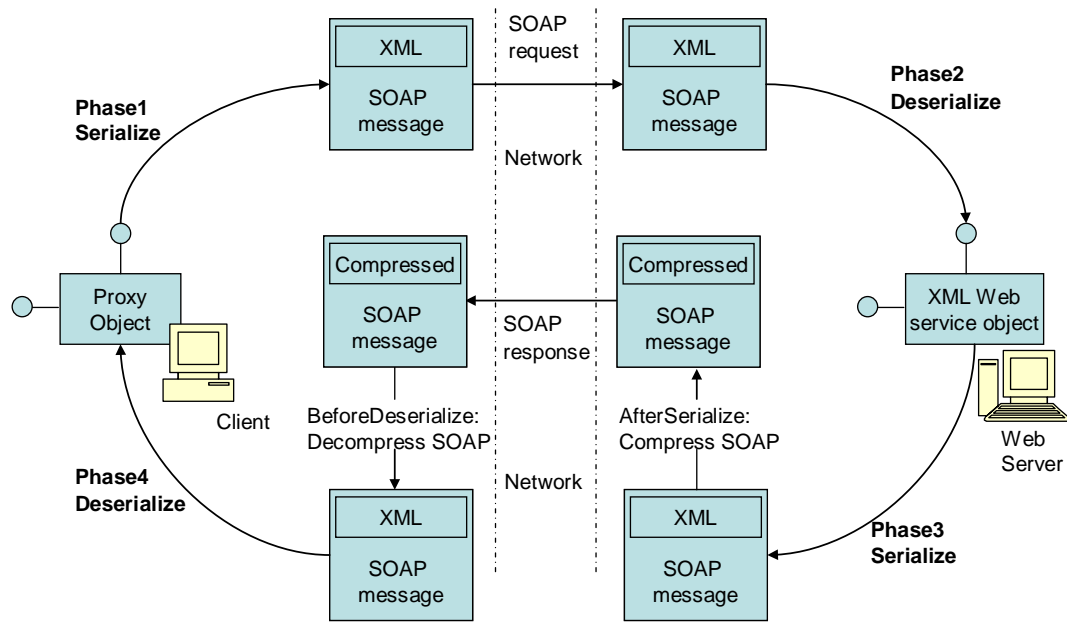 XML
SOAP
message
SOAP
request
XML
SOAP
message
Phase1
Serialize
Phase2
Deserialize
Network
Compressed
SOAP
message
SOAP
response
Compressed
SOAP
message
Proxy
Object
XML Web
service object
Client
BeforeDeserialize:
Decompress SOAP
AfterSerialize:
Compress SOAP
Web
Server
Phase4
Deserialize
Network
XML
SOAP
message
XML
SOAP
message
Phase3
Serialize